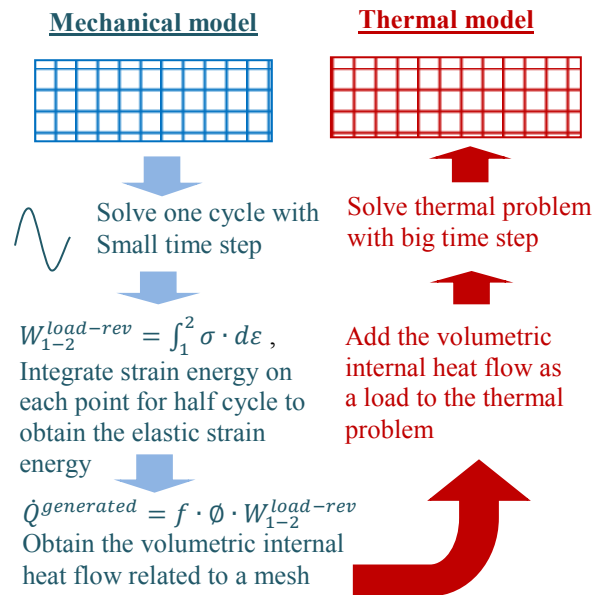 Mechanical model
Solve one cycle with
Small time step
W_{1-2}^{load-rev} = ∫_1^2 σ · dε ,
Integrate strain energy on
each point for half cycle to
obtain the elastic strain
energy
Q̇^{generated} = f · ∅ · W_{1-2}^{load-rev}
Obtain the volumetric internal
heat flow related to a mesh
Thermal model
Solve thermal problem
with big time step
Add the volumetric
internal heat flow as
a load to the thermal
problem